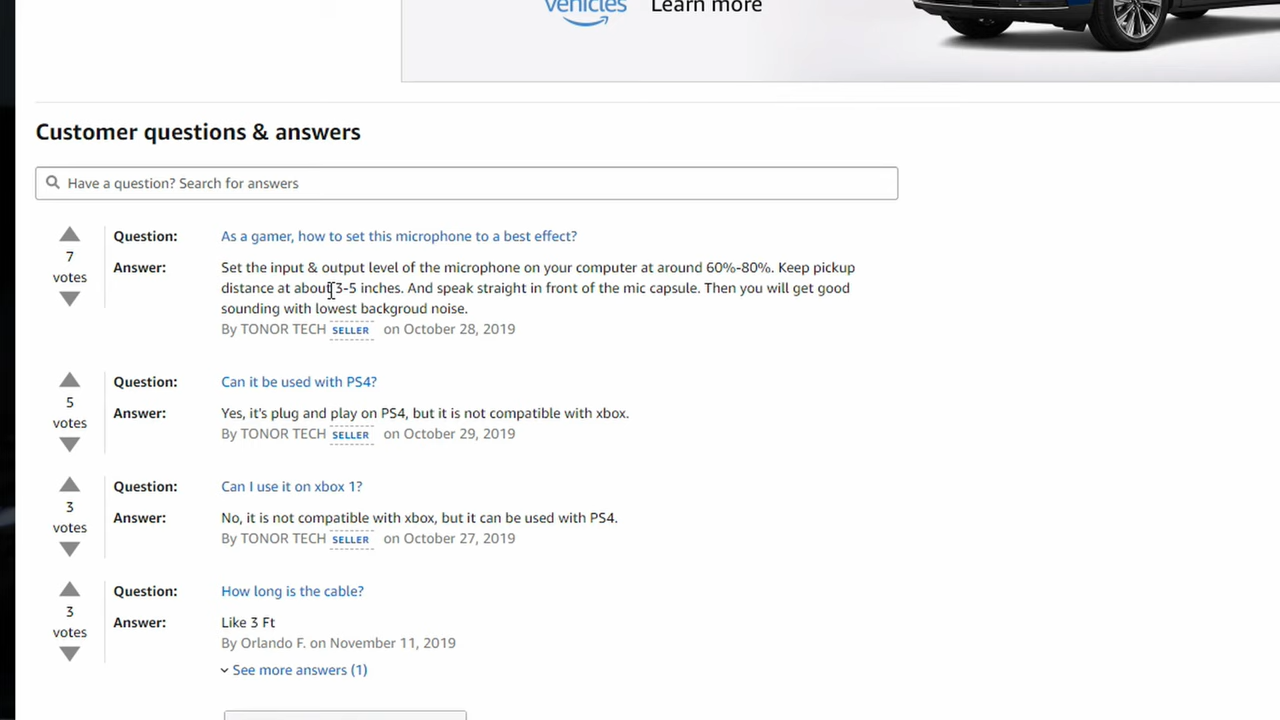 vehicles Learn more
Customer questions & answers
Have a question? Search for answers
7
votes
Question: As a gamer, how to set this microphone to a best effect?
Answer: Set the input & output level of the microphone on your computer at around 60%-80%. Keep pickup
distance at about 3-5 inches. And speak straight in front of the mic capsule. Then you will get good
sounding with lowest backgroud noise.
By TONOR TECH SELLER on October 28, 2019
5
votes
Question: Can it be used with PS4?
Answer: Yes, it's plug and play on PS4, but it is not compatible with xbox.
By TONOR TECH SELLER on October 29, 2019
3
votes
Question: Can I use it on xbox 1?
Answer: No, it is not compatible with xbox, but it can be used with PS4.
By TONOR TECH SELLER on October 27, 2019
3
votes
Question: How long is the cable?
Answer: Like 3 Ft
By Orlando F. on November 11, 2019
See more answers (1)